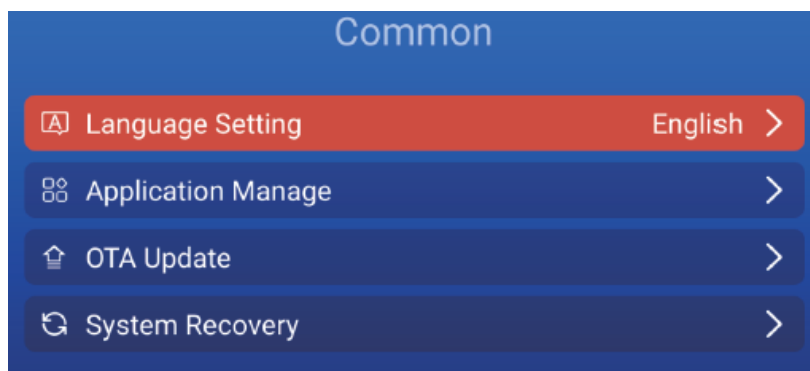 Common
Language Setting English
Application Manage
OTA Update
System Recovery